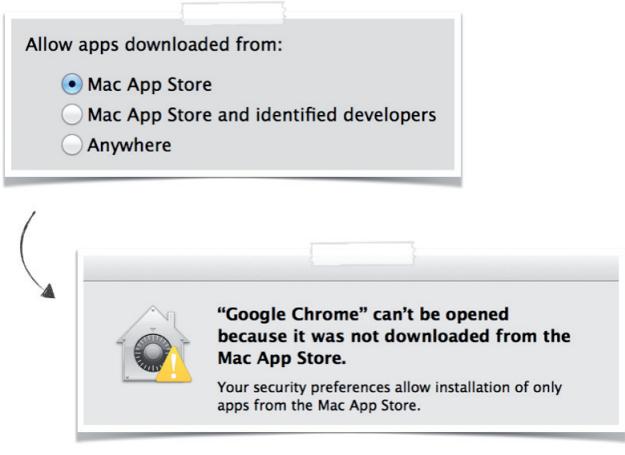 Allow apps downloaded from:
Mac App Store
Mac App Store and identified developers
Anywhere
“Google Chrome” can’t be opened
because it was not downloaded from the
Mac App Store.
Your security preferences allow installation of only
apps from the Mac App Store.